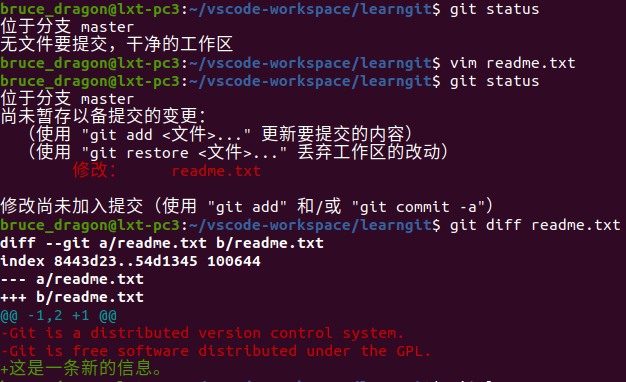 bruce_dragon@lxt-pc3:~/vscode-workspace/learngit$ git status
位于分支 master
无文件要提交，干净的工作区
bruce_dragon@lxt-pc3:~/vscode-workspace/learngit$ vim readme.txt
bruce_dragon@lxt-pc3:~/vscode-workspace/learngit$ git status
位于分支 master
尚未暂存以备提交的变更：
  （使用 "git add <文件>..." 更新要提交的内容）
  （使用 "git restore <文件>..." 丢弃工作区的改动）
        修改：     readme.txt
修改尚未加入提交（使用 "git add" 和/或 "git commit -a"）
bruce_dragon@lxt-pc3:~/vscode-workspace/learngit$ git diff readme.txt
diff --git a/readme.txt b/readme.txt
index 8443d23..54d1345 100644
--- a/readme.txt
+++ b/readme.txt
@@ -1,2 +1 @@
-Git is a distributed version control system.
-Git is free software distributed under the GPL.
+这是一条新的信息。